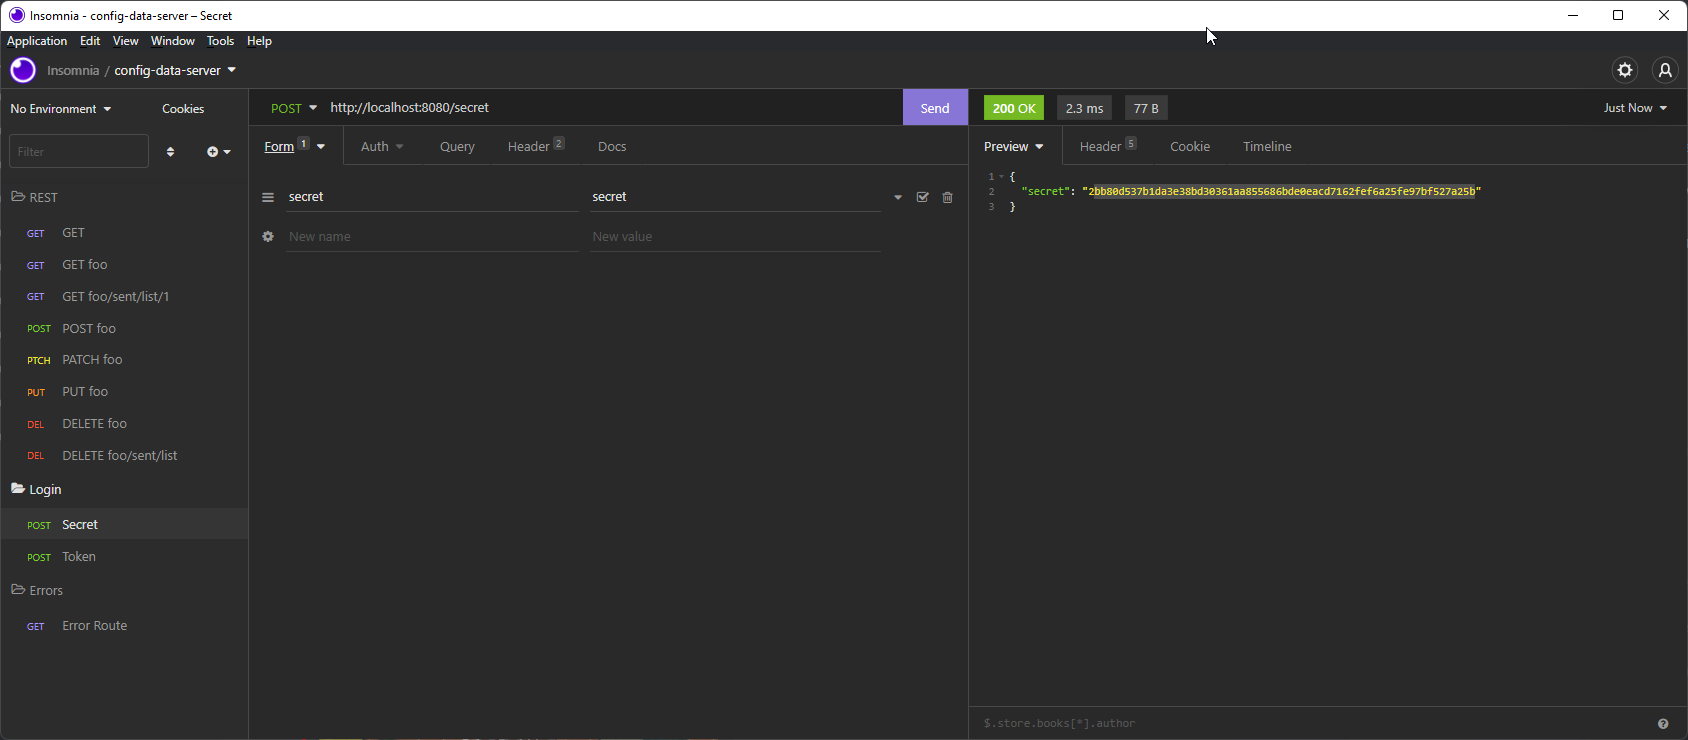 Insomnia - config-data-server – Secret
Application Edit View Window Tools Help
Insomnia / config-data-server
No Environment Cookies
Filter
REST
GET GET
GET GET foo
GET GET foo/sent/list/1
POST POST foo
PTCH PATCH foo
PUT PUT foo
DEL DELETE foo
DEL DELETE foo/sent/list
Login
POST Secret
POST Token
Errors
GET Error Route
POST http://localhost:8080/secret Send
Form 1 Auth Query Header 2 Docs
secret secret
New name New value
200 OK 2.3 ms 77 B Just Now
Preview Header 5 Cookie Timeline
1 {
2 "secret": "2bb80d537b1da3e38bd30361aa855686bde0eacd7162fef6a25fe97bf527a25b"
3 }
$.store.books[*].author